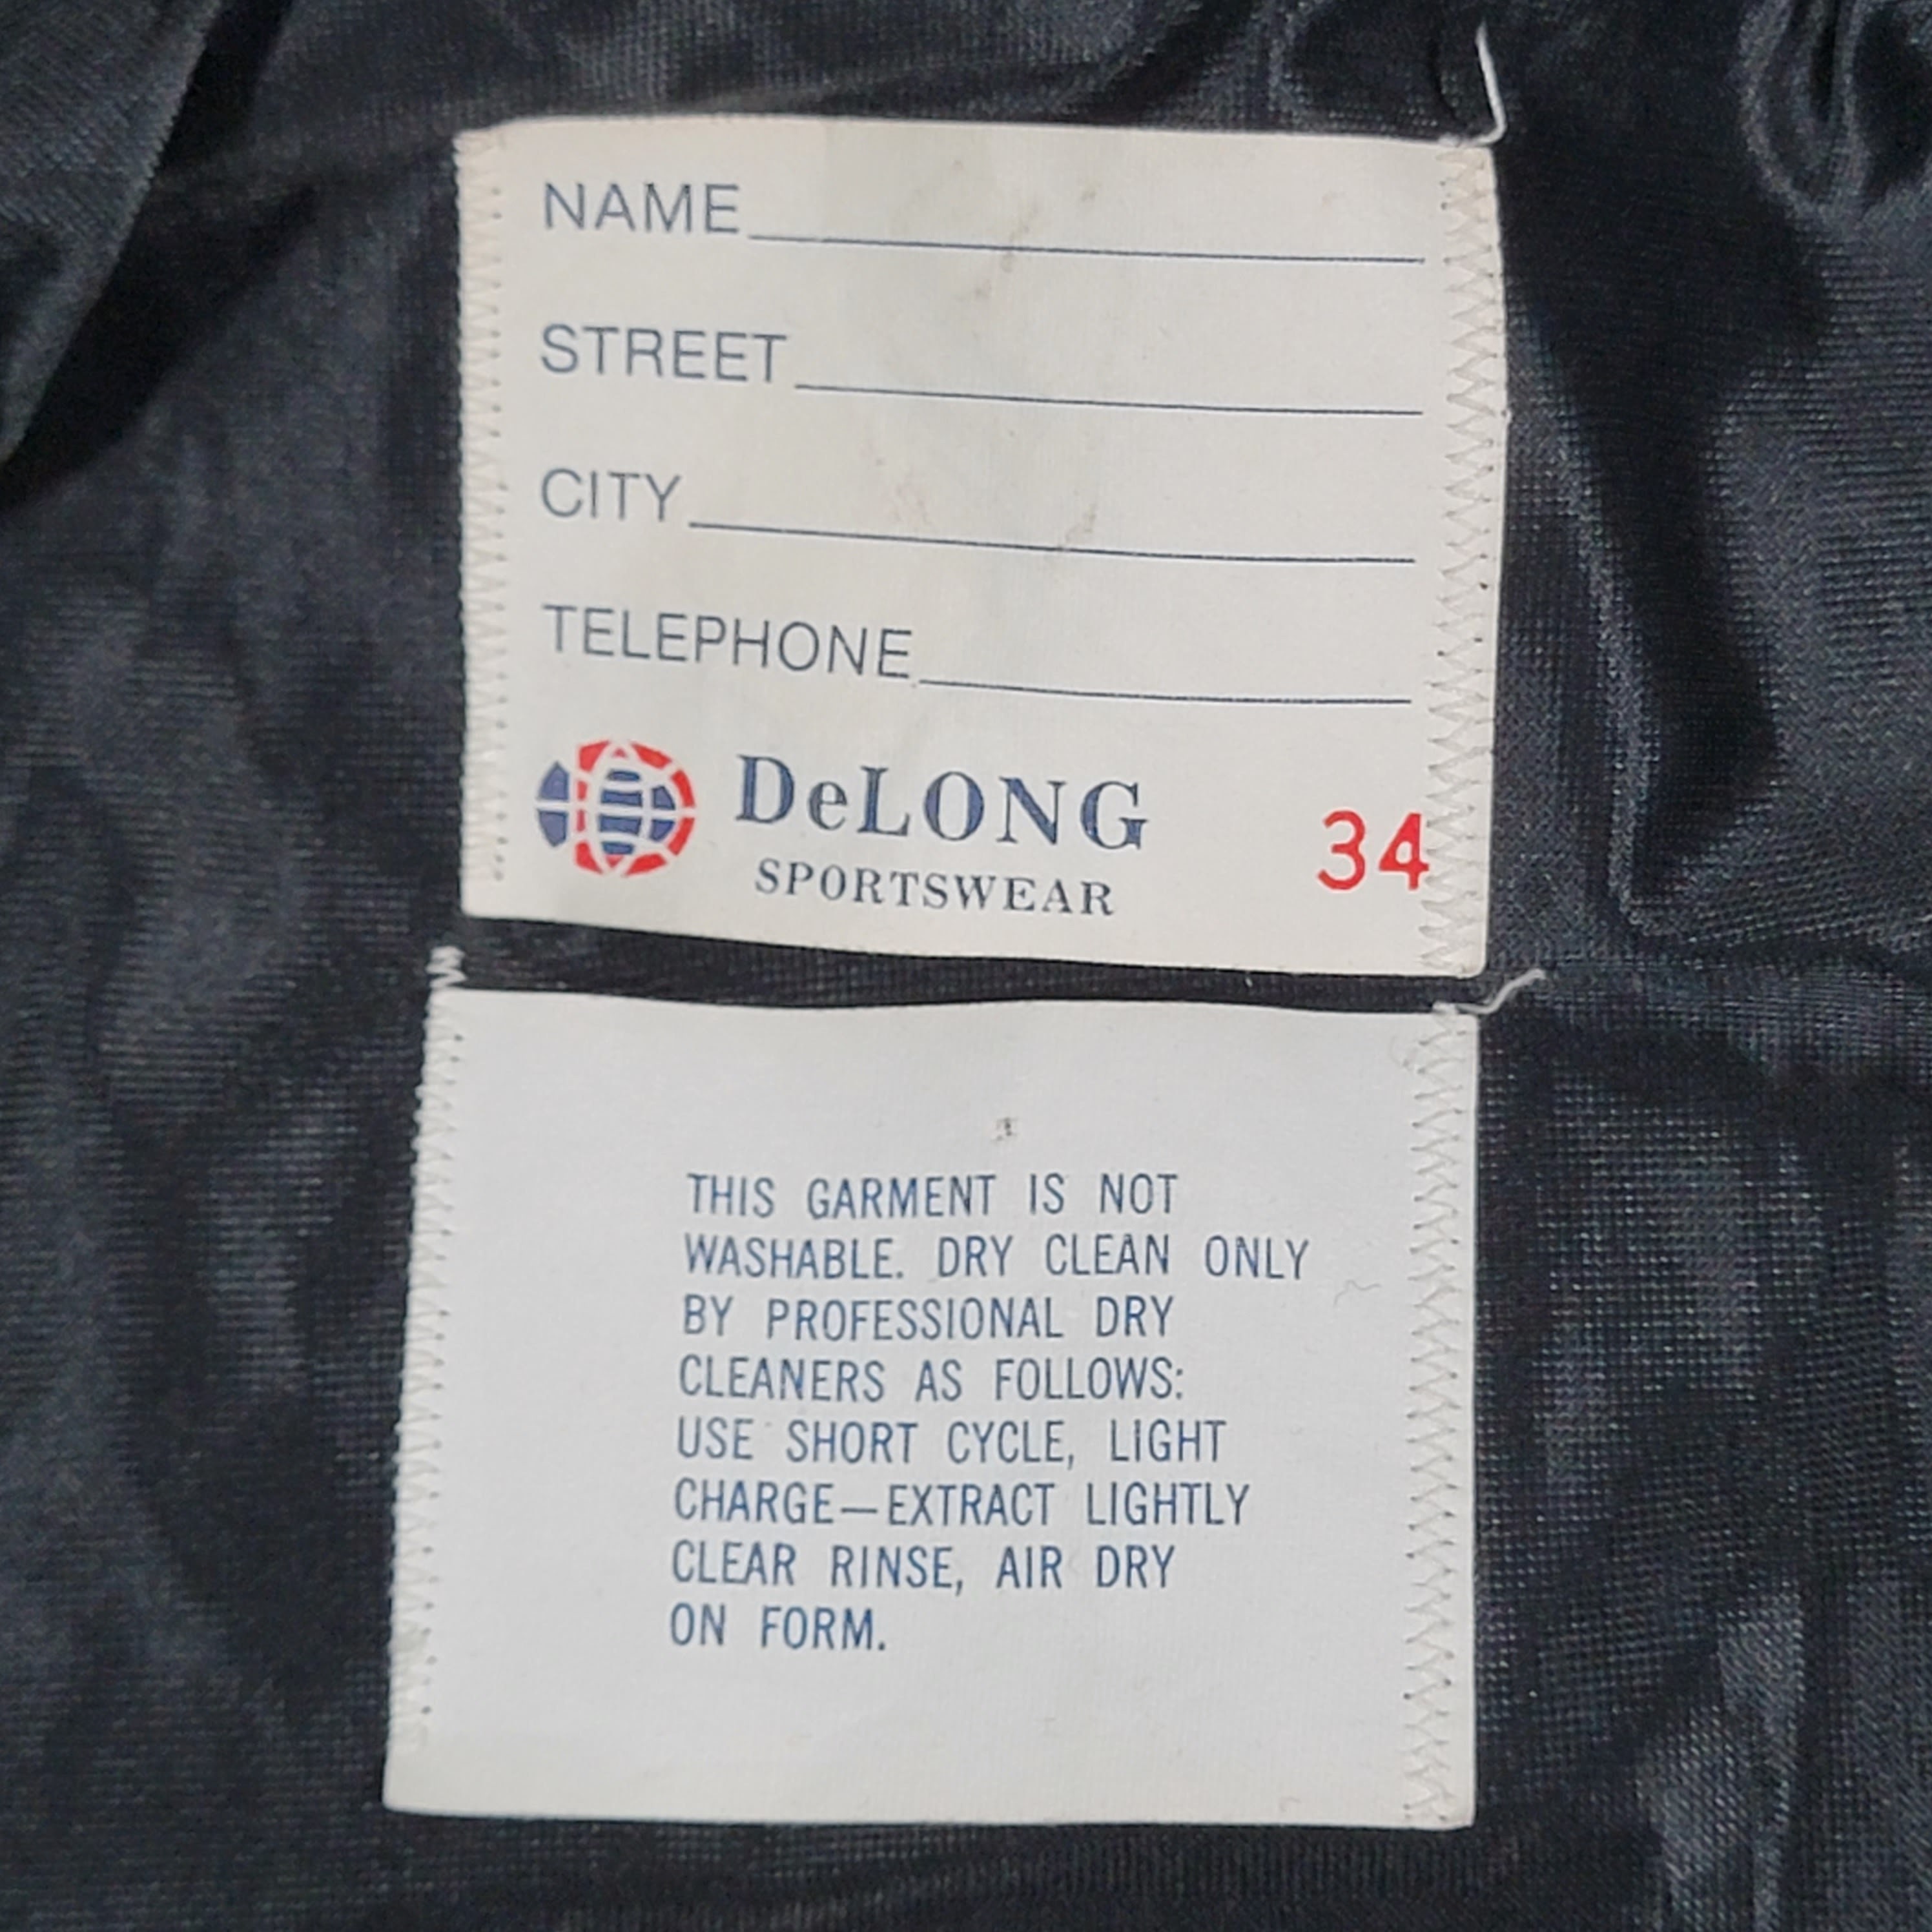 NAME
STREET
CITY
TELEPHONE
DeLONG 34
SPORTSWEAR
THIS GARMENT IS NOT
WASHABLE. DRY CLEAN ONLY
BY PROFESSIONAL DRY
CLEANERS AS FOLLOWS:
USE SHORT CYCLE, LIGHT
CHARGE—EXTRACT LIGHTLY
CLEAR RINSE, AIR DRY
ON FORM.